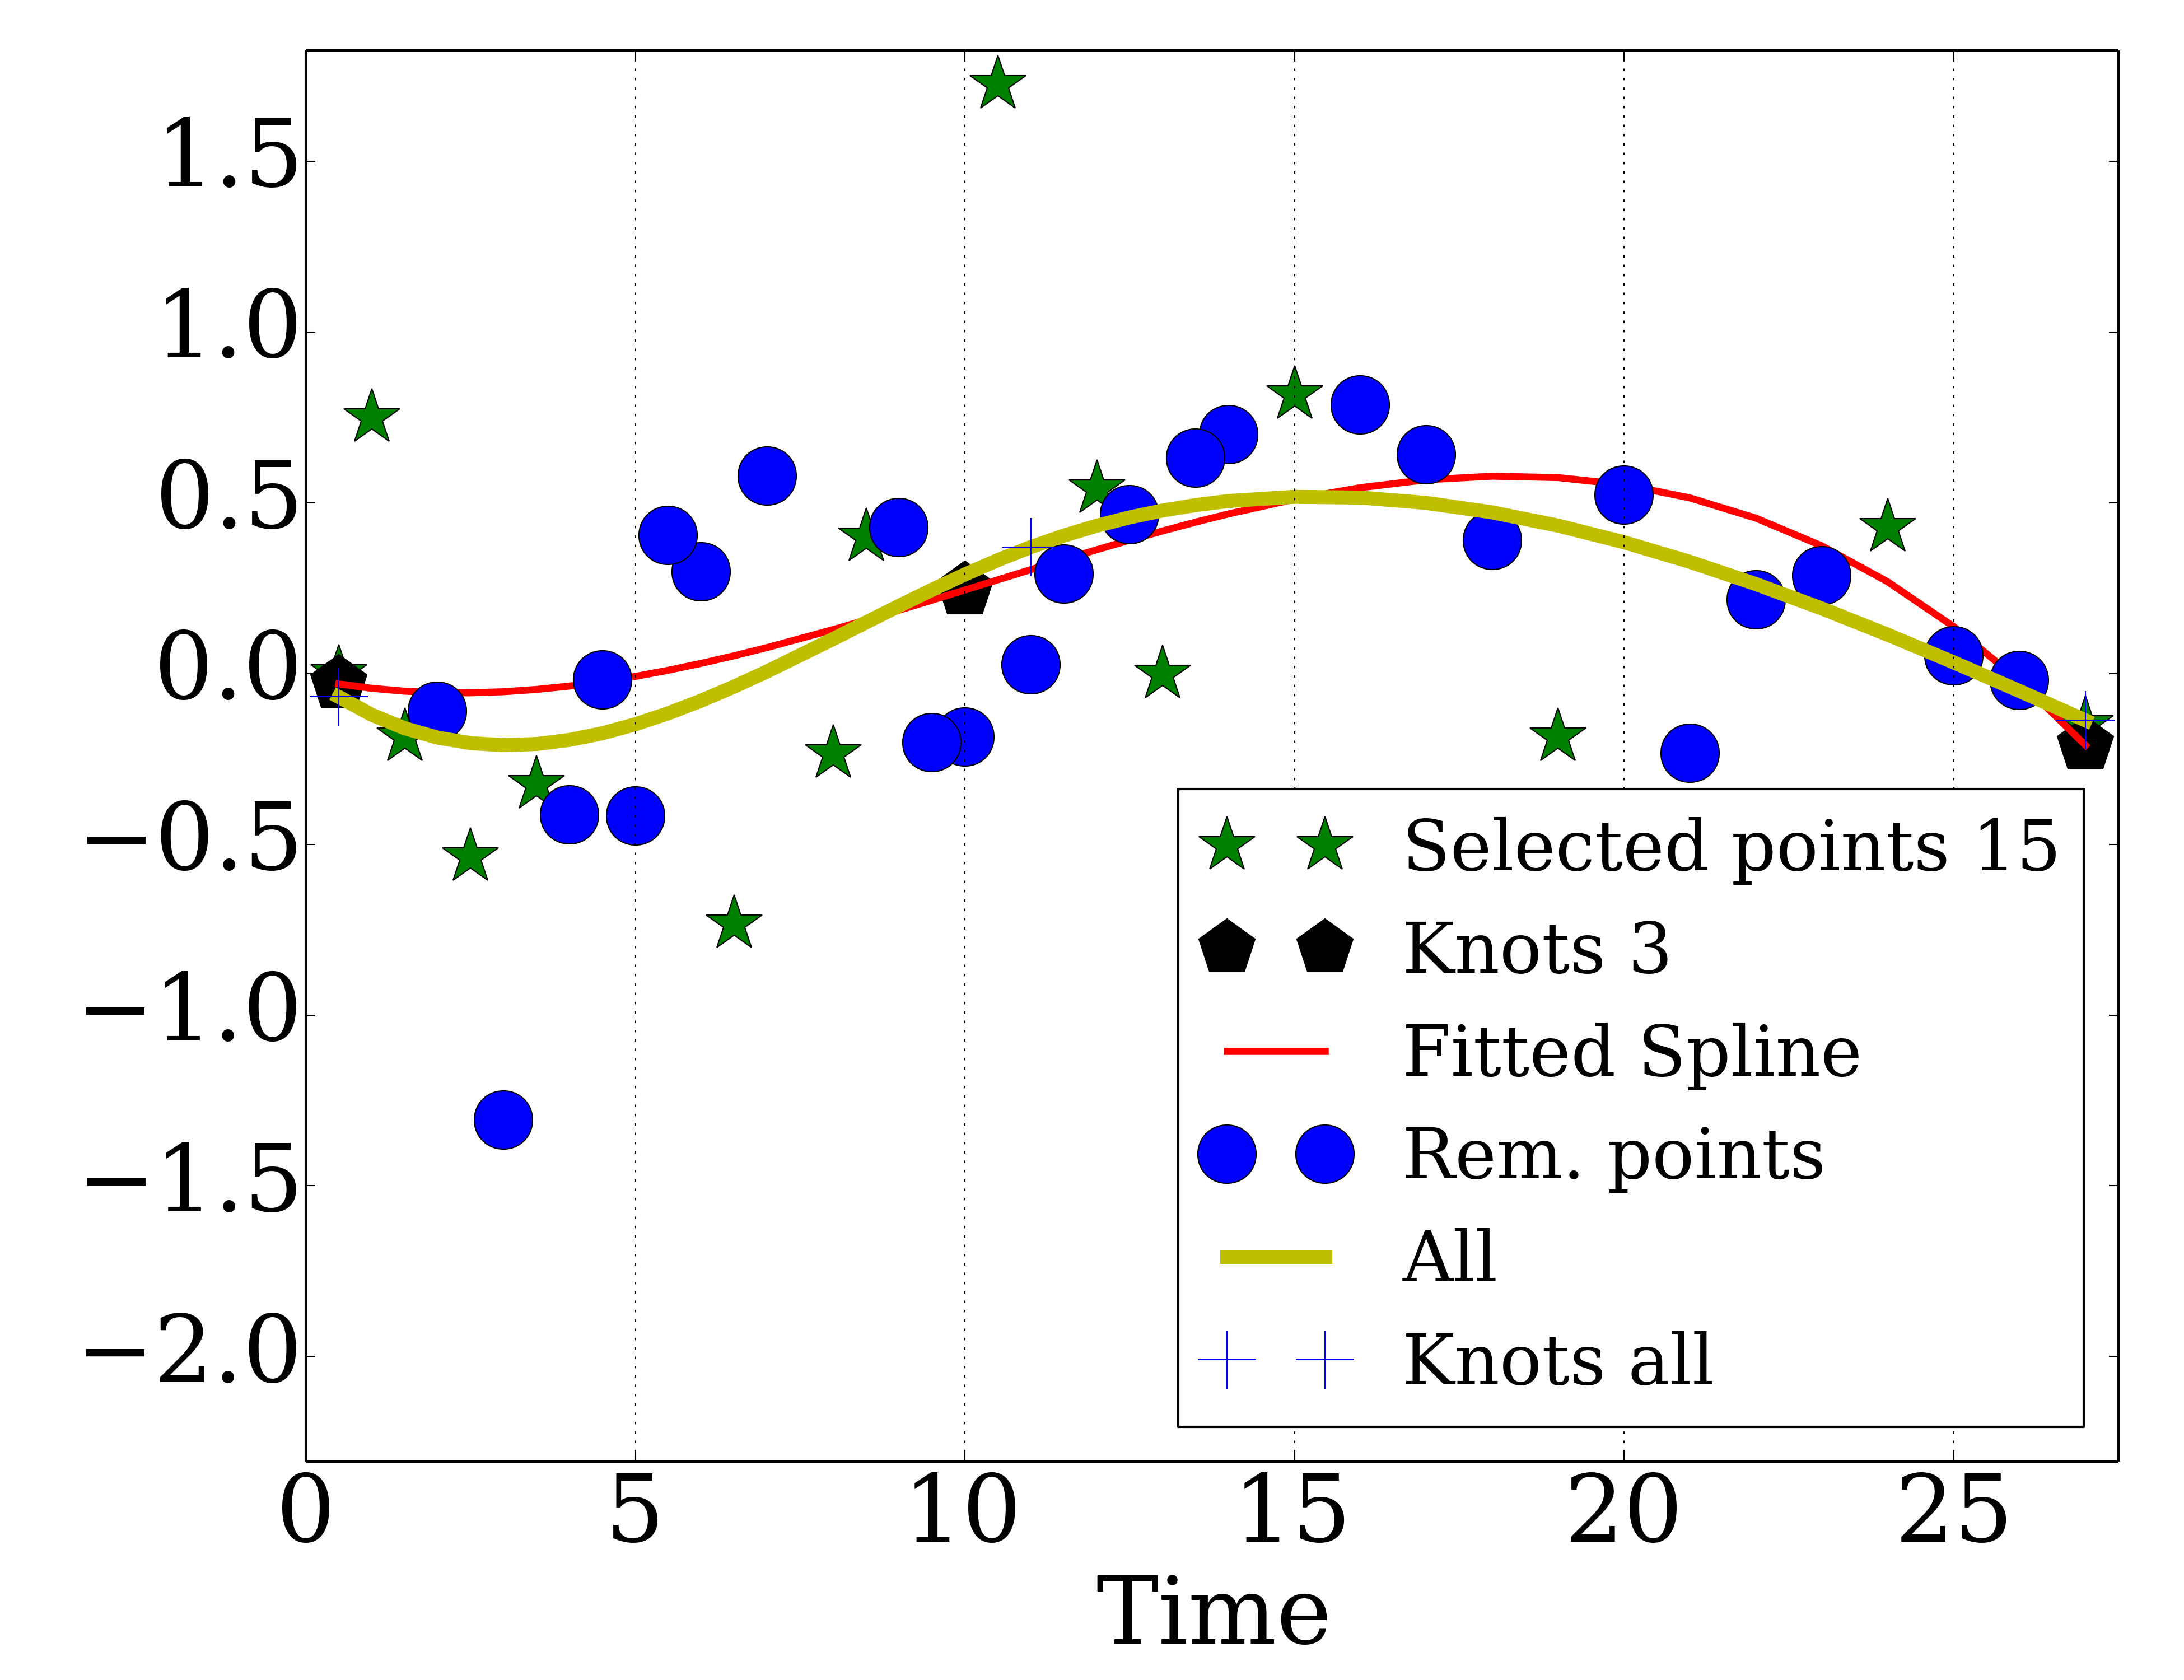 1.5
1.0
0.5
0.0
−0.5
−1.0
−1.5
−2.0
Selected points 15
Knots 3
Fitted Spline
Rem. points
All
Knots all
0 5 10 15 20 25
Time